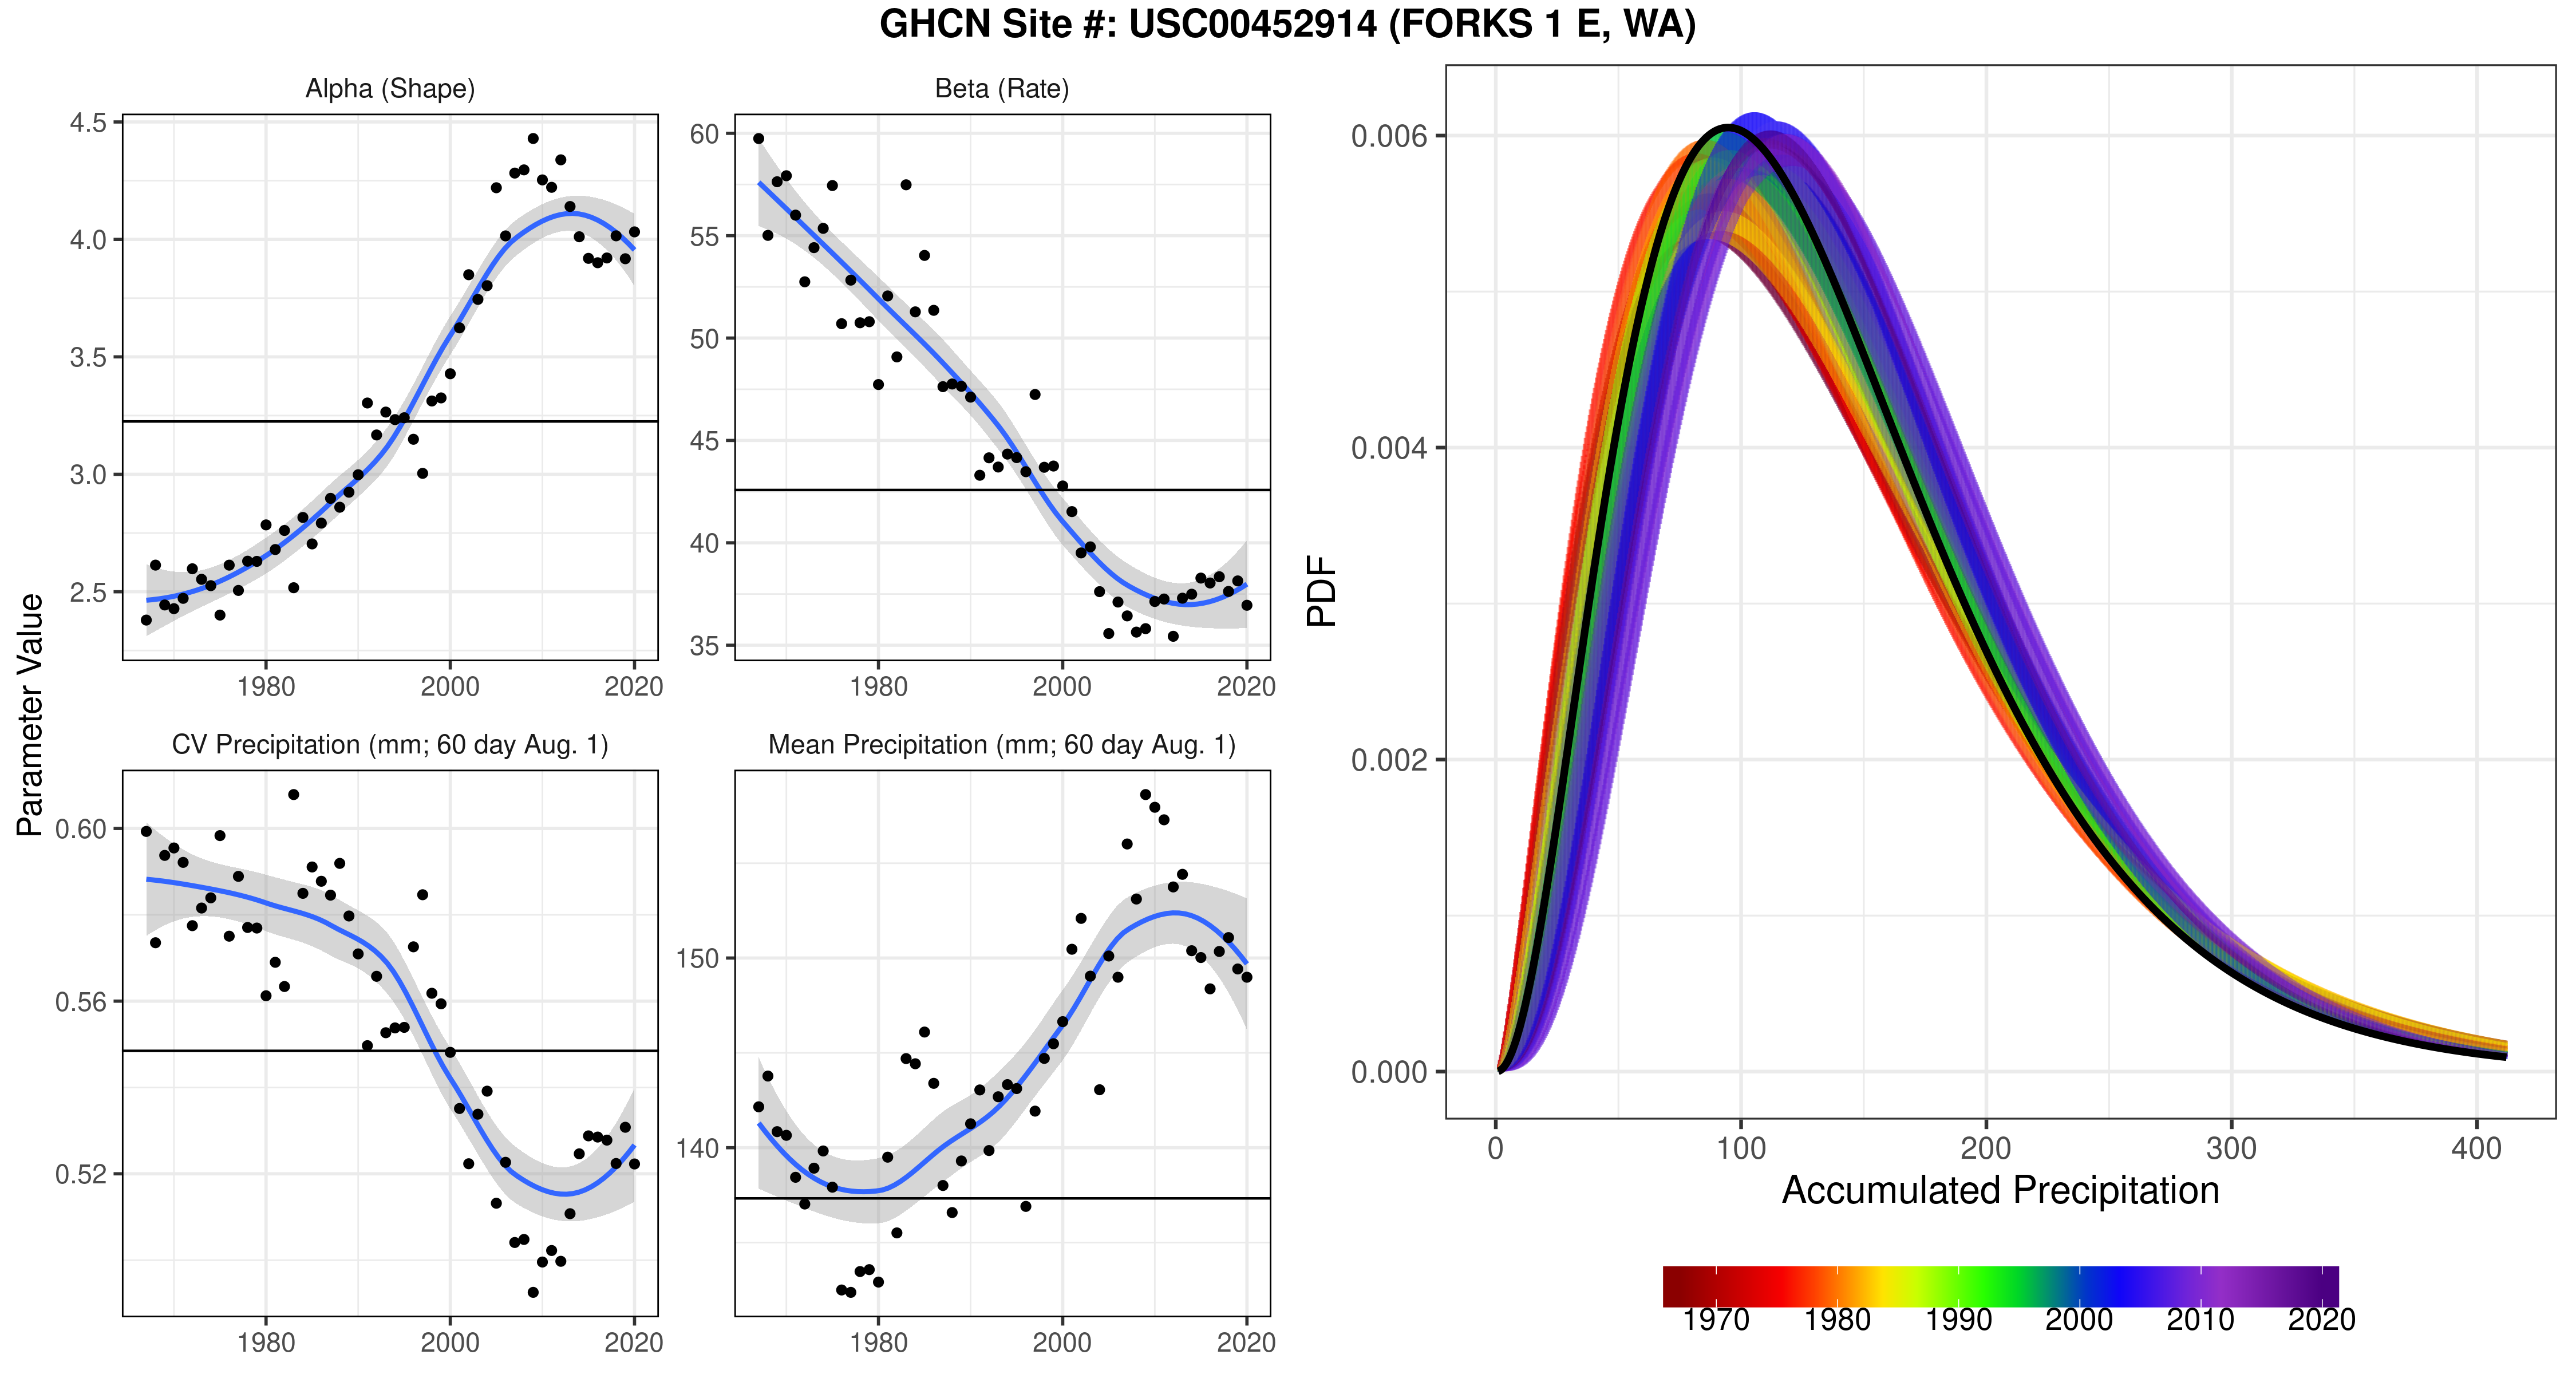 GHCN Site #: USC00452914 (FORKS 1 E, WA)
Parameter Value
Alpha (Shape)
4.5
4.0
3.5
3.0
2.5
1980 2000 2020
Beta (Rate)
60
55
50
45
40
35
1980 2000 2020
CV Precipitation (mm; 60 day Aug. 1)
0.60
0.56
0.52
1980 2000 2020
Mean Precipitation (mm; 60 day Aug. 1)
150
140
1980 2000 2020
PDF
0.006
0.004
0.002
0.000
0 100 200 300 400
Accumulated Precipitation
1970 1980 1990 2000 2010 2020